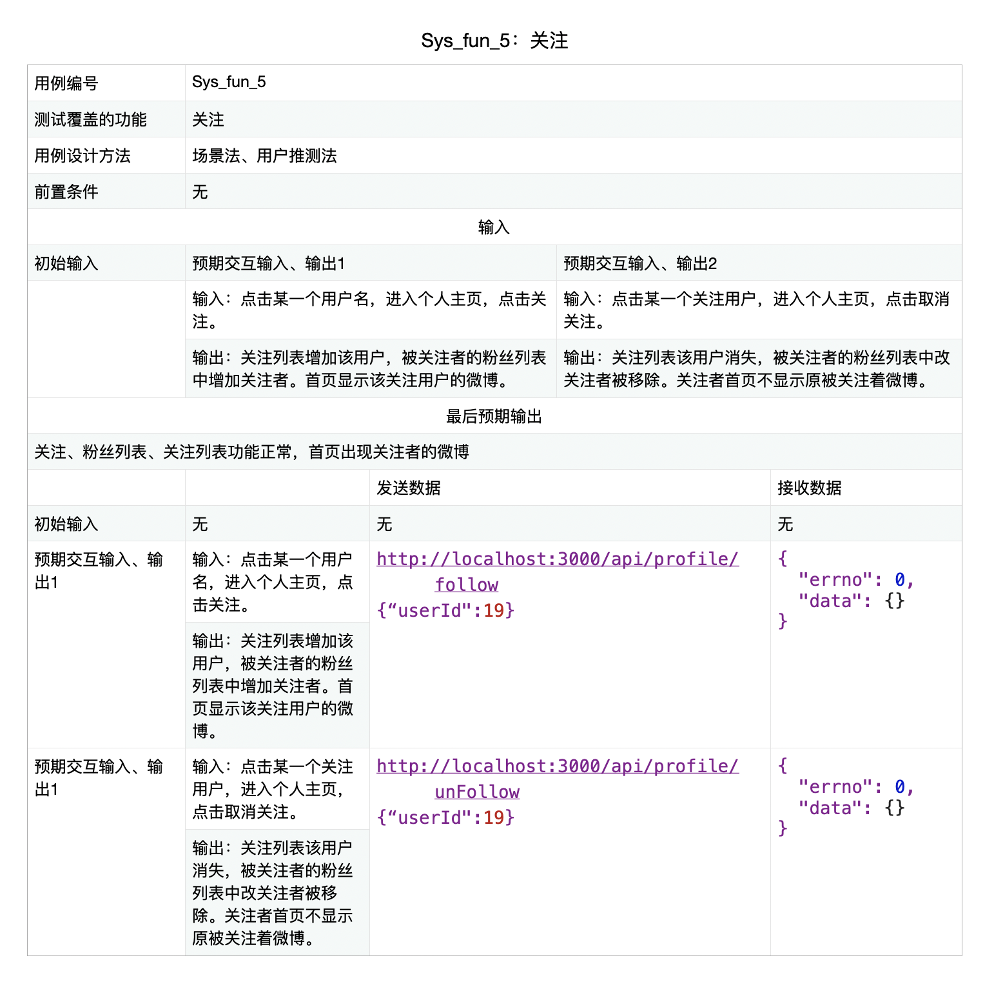 Sys_fun_5：关注
用例编号
Sys_fun_5
测试覆盖的功能
关注
用例设计方法
场景法、用户推测法
前置条件
无
输入
初始输入
预期交互输入、输出1
预期交互输入、输出2
输入：点击某一个用户名，进入个人主页，点击关
注。
输入：点击某一个关注用户，进入个人主页，点击取消
关注。
输出：关注列表增加该用户，被关注者的粉丝列表
中增加关注者。首页显示该关注用户的微博。
输出：关注列表该用户消失，被关注者的粉丝列表中改
关注者被移除。关注者首页不显示原被关注着微博。
最后预期输出
关注、粉丝列表、关注列表功能正常，首页出现关注者的微博
发送数据
接收数据
初始输入
无
无
无
预期交互输入、输
出1
输入：点击某一个用户
名，进入个人主页，点
击关注。
输出：关注列表增加该
用户，被关注者的粉丝
列表中增加关注者。首
页显示该关注用户的微
博。
http://localhost:3000/api/profile/
follow
{“userId":19}
{
"errno": 0,
"data": {}
}
预期交互输入、输
出1
输入：点击某一个关注
用户，进入个人主页，
点击取消关注。
输出：关注列表该用户
消失，被关注者的粉丝
列表中改关注者被移
除。关注者首页不显示
原被关注着微博。
http://localhost:3000/api/profile/
unFollow
{“userId":19}
{
"errno": 0,
"data": {}
}